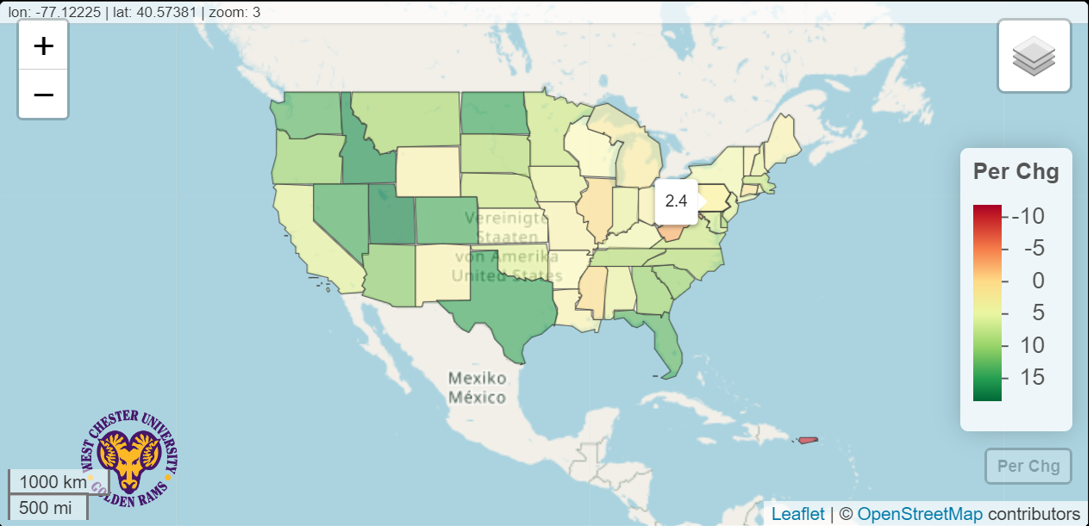 lon: -77.12225 | lat: 40.57381 | zoom: 3
+
−
Per Chg
-10
-5
0
5
10
15
2.4
Vereinigte
Staaten
von Amerika
United States
Mexiko
México
WEST CHESTER UNIVERSITY
GOLDEN RAMS
1000 km
500 mi
Per Chg
Leaflet | © OpenStreetMap contributors